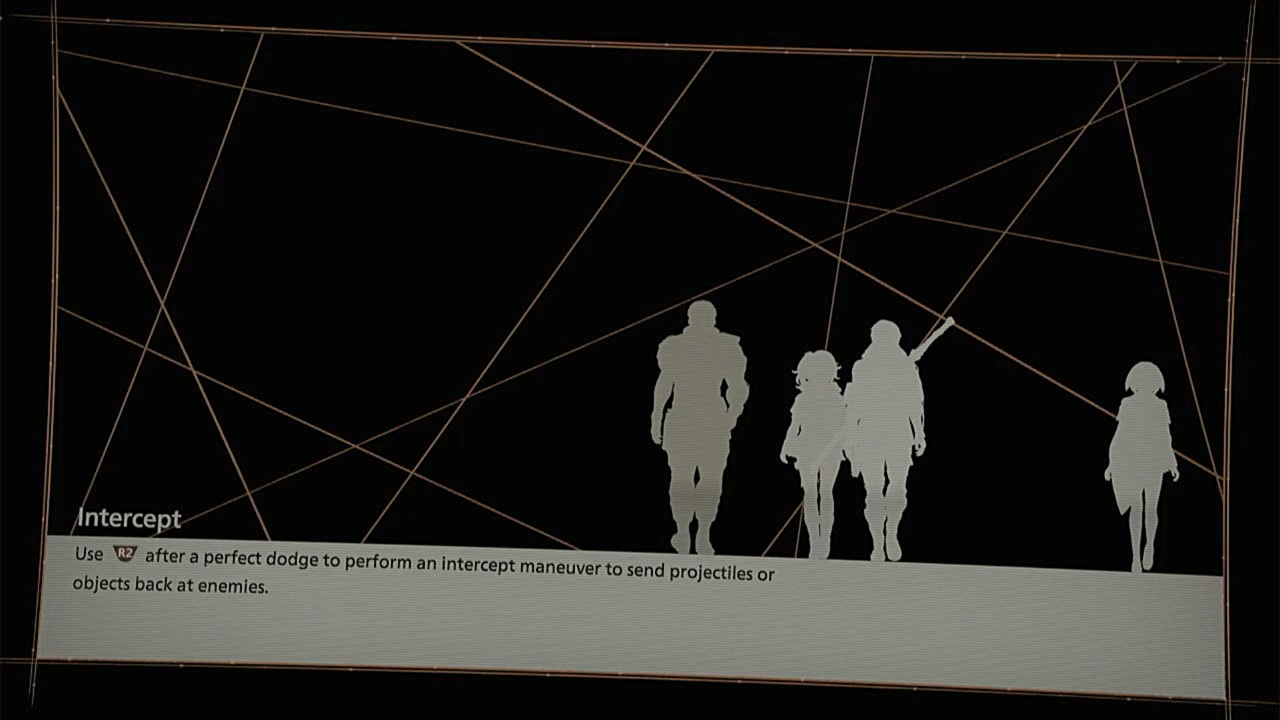 Intercept
Use R2 after a perfect dodge to perform an intercept maneuver to send projectiles or
objects back at enemies.